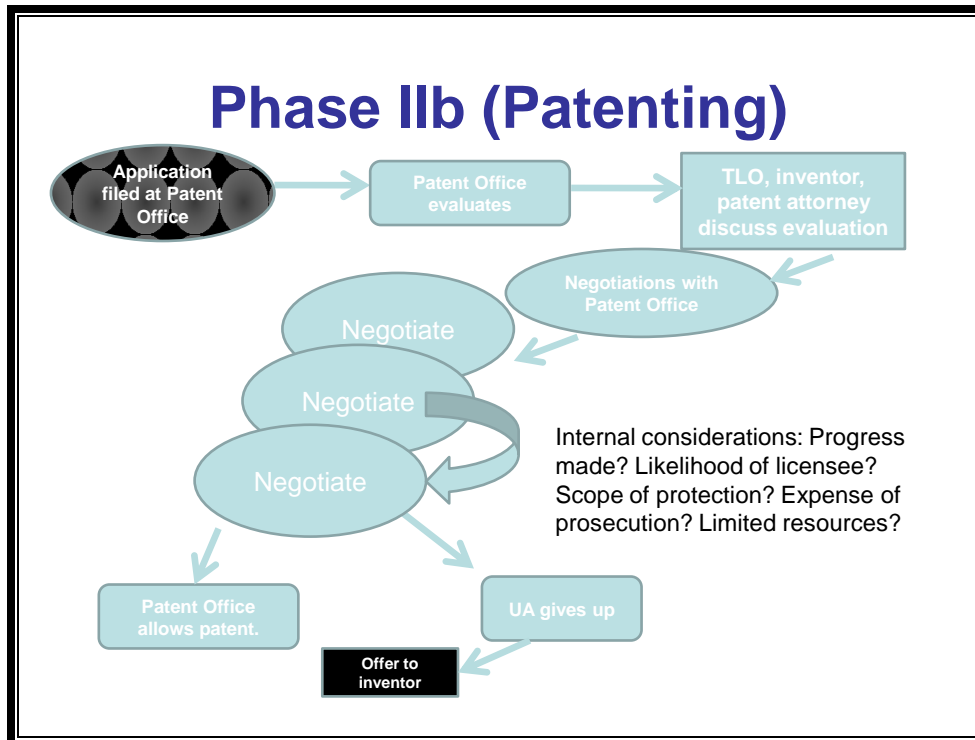 Phase IIb (Patenting)
Application
filed at Patent
Office
Patent Office
evaluates
TLO, inventor,
patent attorney
discuss evaluation
Negotiations with
Patent Office
Negotiate
Negotiate
Negotiate
Internal considerations: Progress
made? Likelihood of licensee?
Scope of protection? Expense of
prosecution? Limited resources?
Patent Office
allows patent.
UA gives up
Offer to
inventor